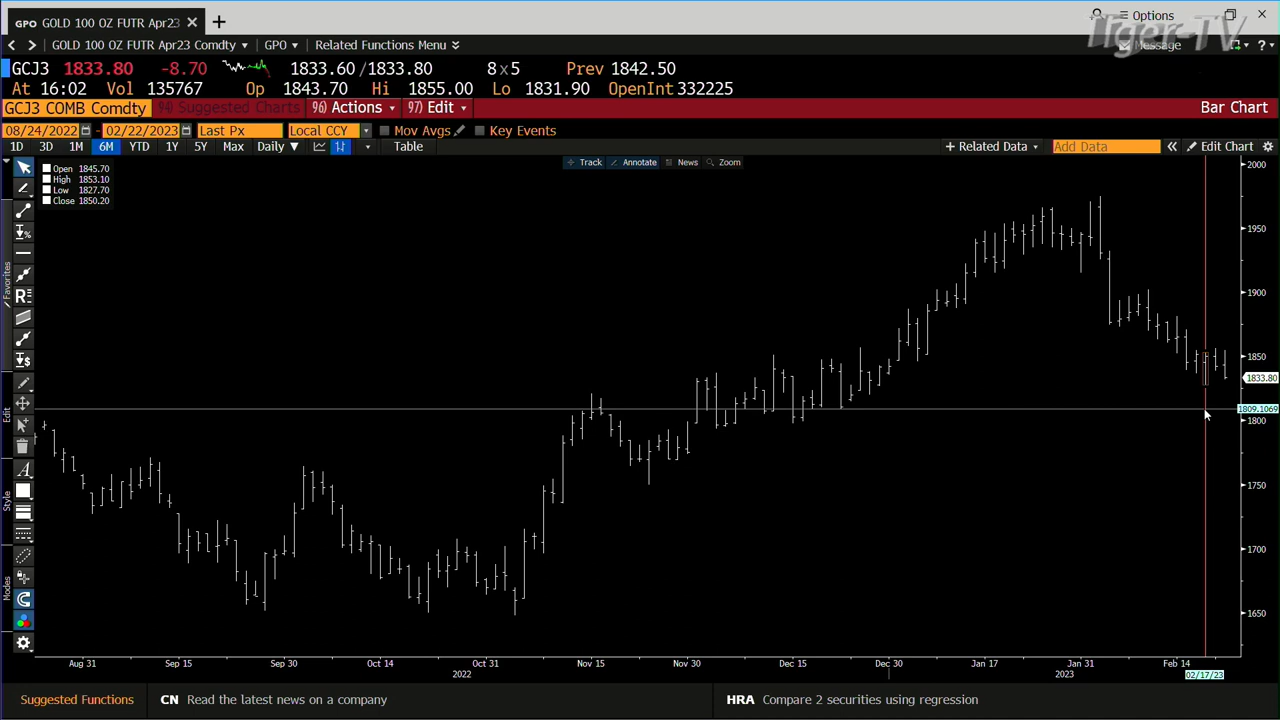 GPO GOLD 100 OZ FUTR Apr23
Options
Tiger-TV
GOLD 100 OZ FUTR Apr23 Comdty GPO Related Functions Menu Message
GCJ3 1833.80 -8.70 1833.60/1833.80 8x5 Prev 1842.50
At 16:02 Vol 135767 Op 1843.70 Hi 1855.00 Lo 1831.90 OpenInt 332225
GCJ3 COMB Comdty 94) Suggested Charts 96) Actions 97) Edit Bar Chart
08/24/2022 - 02/22/2023 Last Px Local CCY Mov Avgs Key Events
1D 3D 1M 6M YTD 1Y 5Y Max Daily Table + Related Data Add Data Edit Chart
Track Annotate News Zoom
Open 1845.70
High 1853.10
Low 1827.70
Close 1850.20
2000
1950
1900
1850
1833.80
1809.1069
1800
1750
1700
1650
Favorites
Edit
Style
Modes
Aug 31 Sep 15 Sep 30 Oct 14 Oct 31 Nov 15 Nov 30 Dec 15 Dec 30 Jan 17 Jan 31 Feb 14
2022 2023 02/17/23
Suggested Functions CN Read the latest news on a company HRA Compare 2 securities using regression